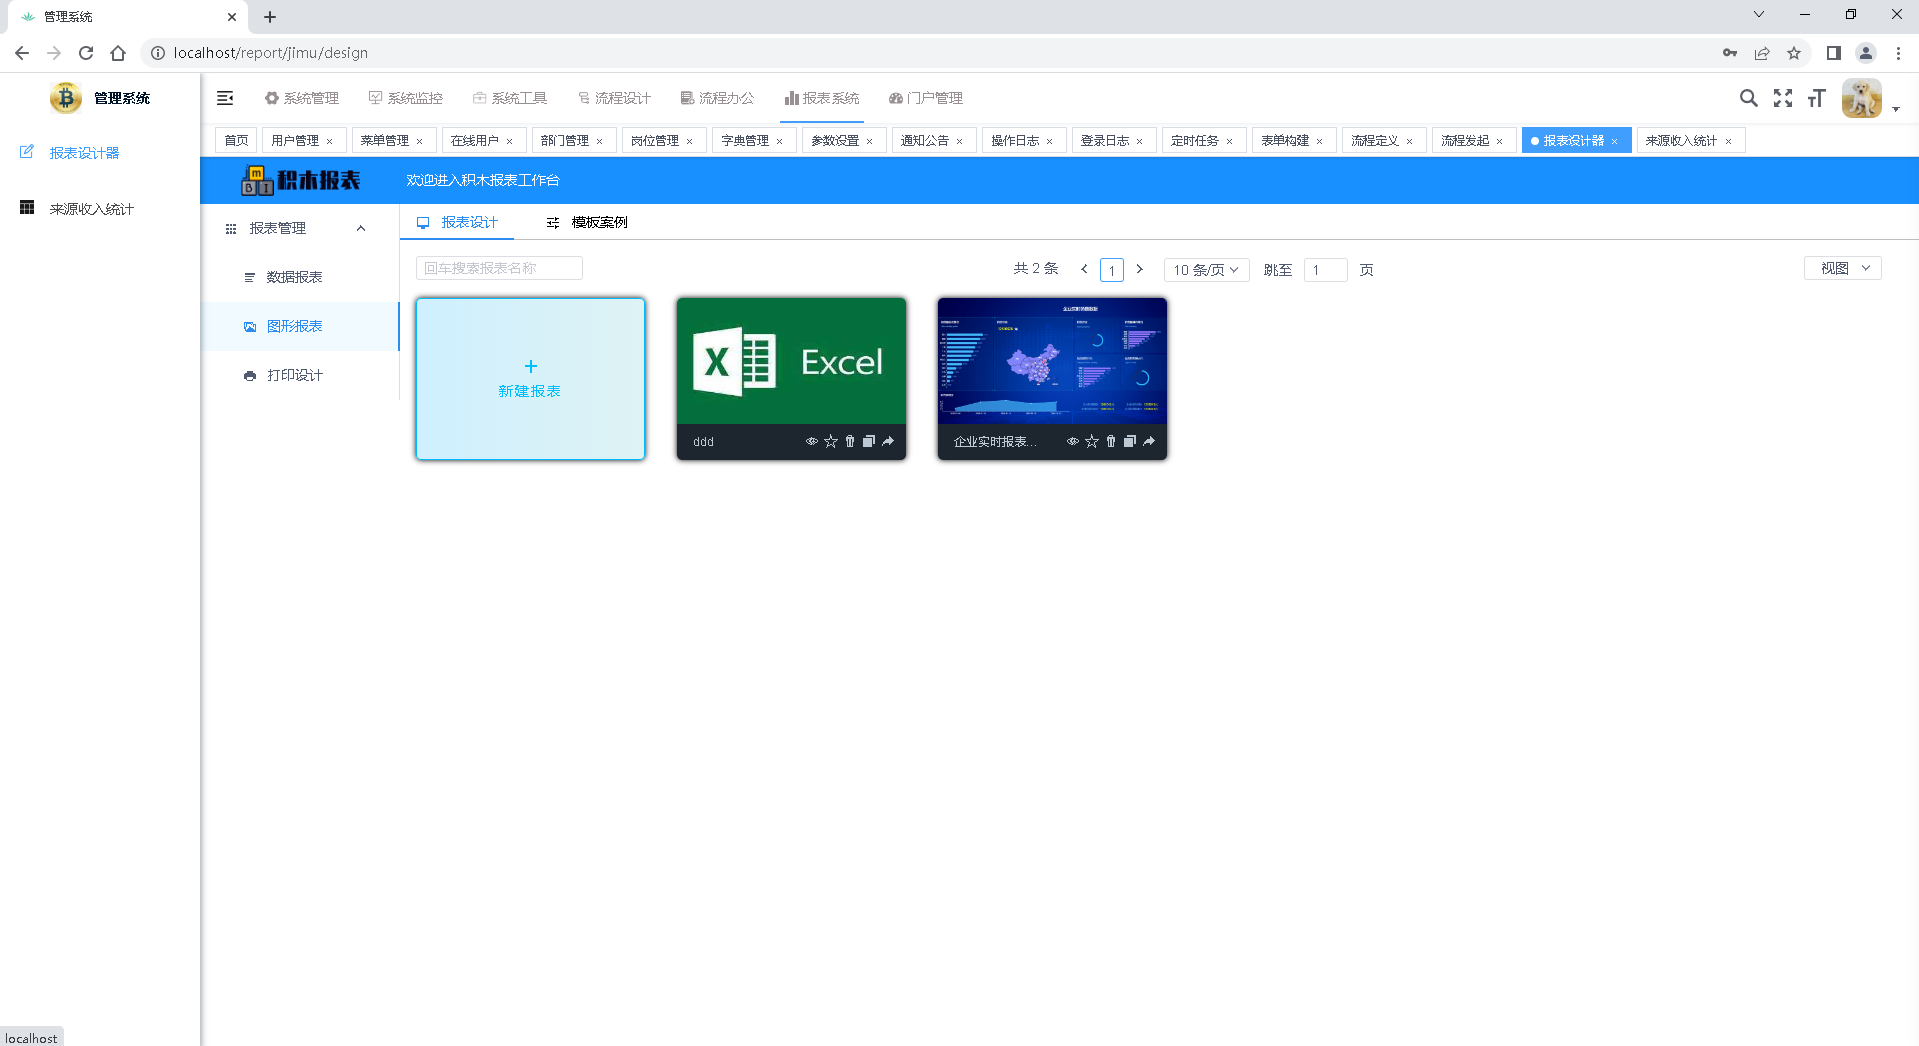 管理系统
localhost/report/jimu/design
管理系统
系统管理 系统监控 系统工具 流程设计 流程办公 报表系统 门户管理
首页 用户管理 × 菜单管理 × 在线用户 × 部门管理 × 岗位管理 × 字典管理 × 参数设置 × 通知公告 × 操作日志 × 登录日志 × 定时任务 × 表单构建 × 流程定义 × 流程发起 × 报表设计器 × 来源收入统计 ×
报表设计器
来源收入统计
积木报表 欢迎进入积木报表工作台
报表管理
数据报表
图形报表
打印设计
报表设计 模板案例
回车搜索报表名称 共 2 条 1 10 条/页 跳至 1 页 视图
新建报表
Excel
ddd
企业实时报表...
localhost